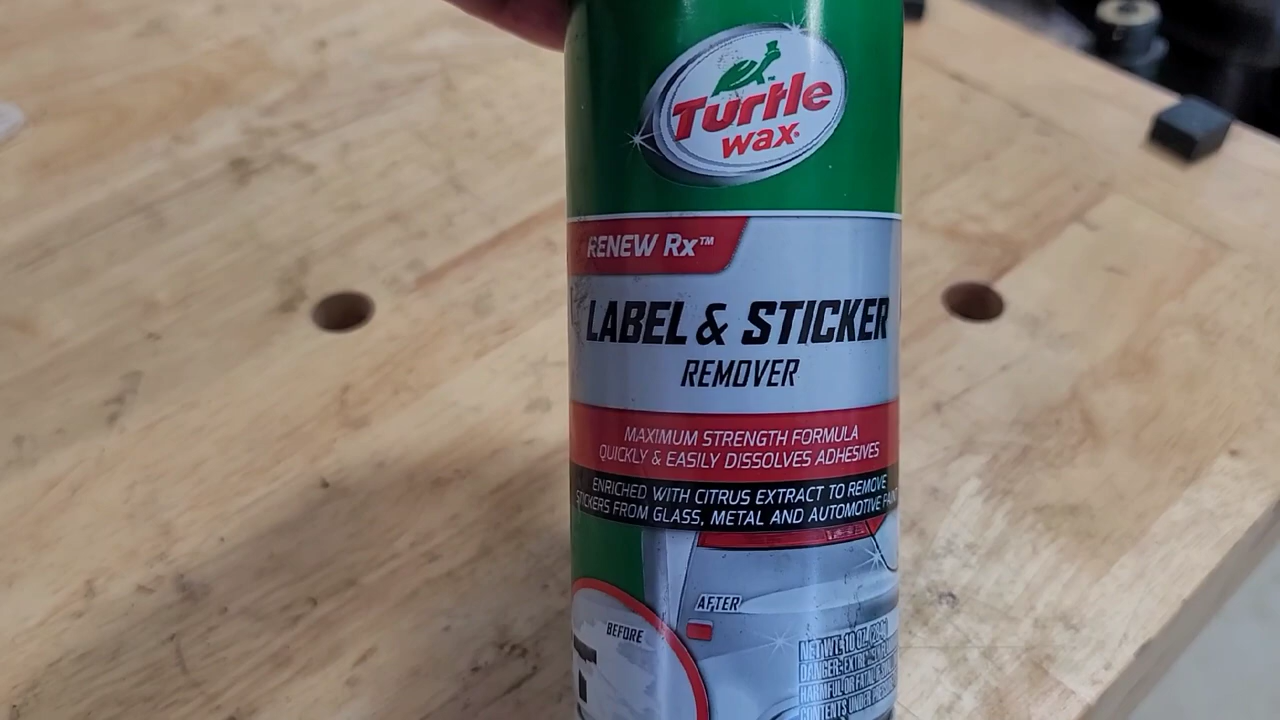 Turtle
wax
RENEW Rx™
LABEL & STICKER
REMOVER
MAXIMUM STRENGTH FORMULA
QUICKLY & EASILY DISSOLVES ADHESIVES
ENRICHED WITH CITRUS EXTRACT TO REMOVE
STICKERS FROM GLASS, METAL AND AUTOMOTIVE PAINT
AFTER
BEFORE
NET WT. 10 OZ.
DANGER:
HARMFUL OR FATAL
CONTENTS UNDER